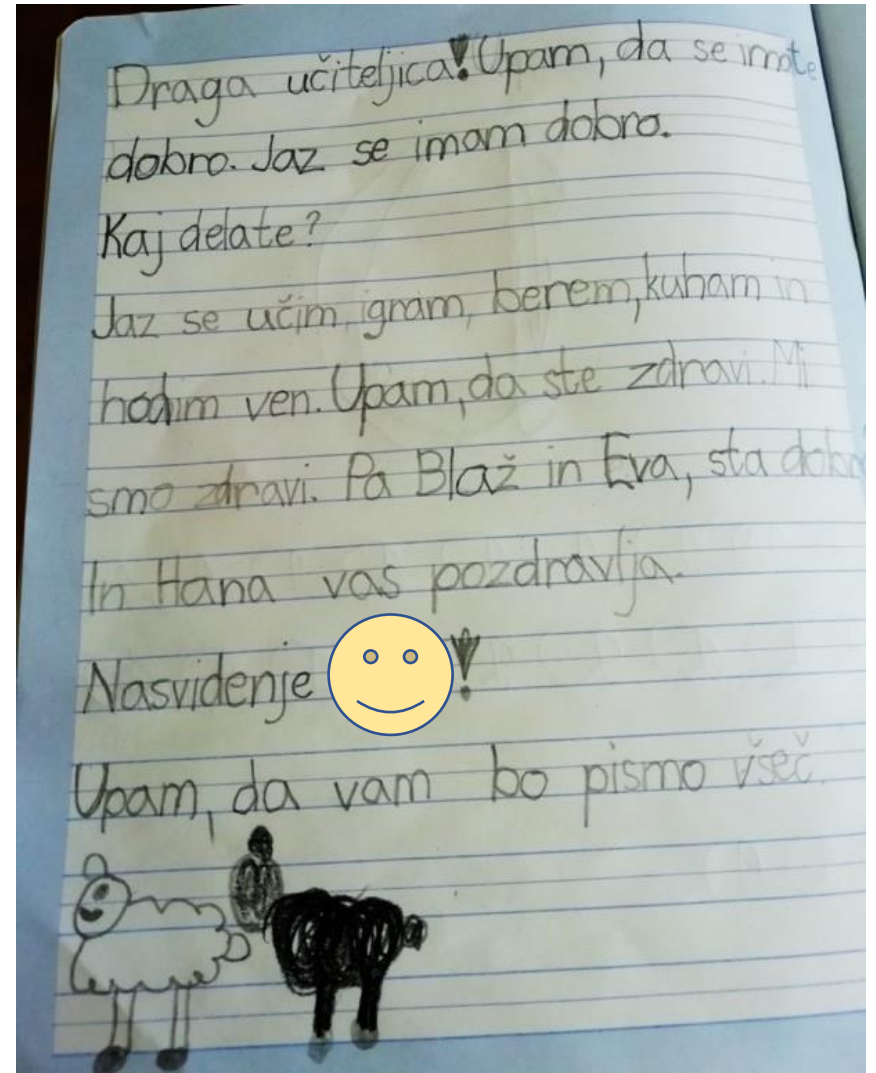 Draga učiteljica! Upam, da se imate
dobro. Jaz se imam dobro.
Kaj delate?
Jaz se učim, igram, berem, kuham in
hodim ven. Upam, da ste zdravi. Mi
smo zdravi. Pa Blaž in Eva, sta dobro
In Hana vas pozdravlja.
Nasvidenje !
Upam, da vam bo pismo všeč.